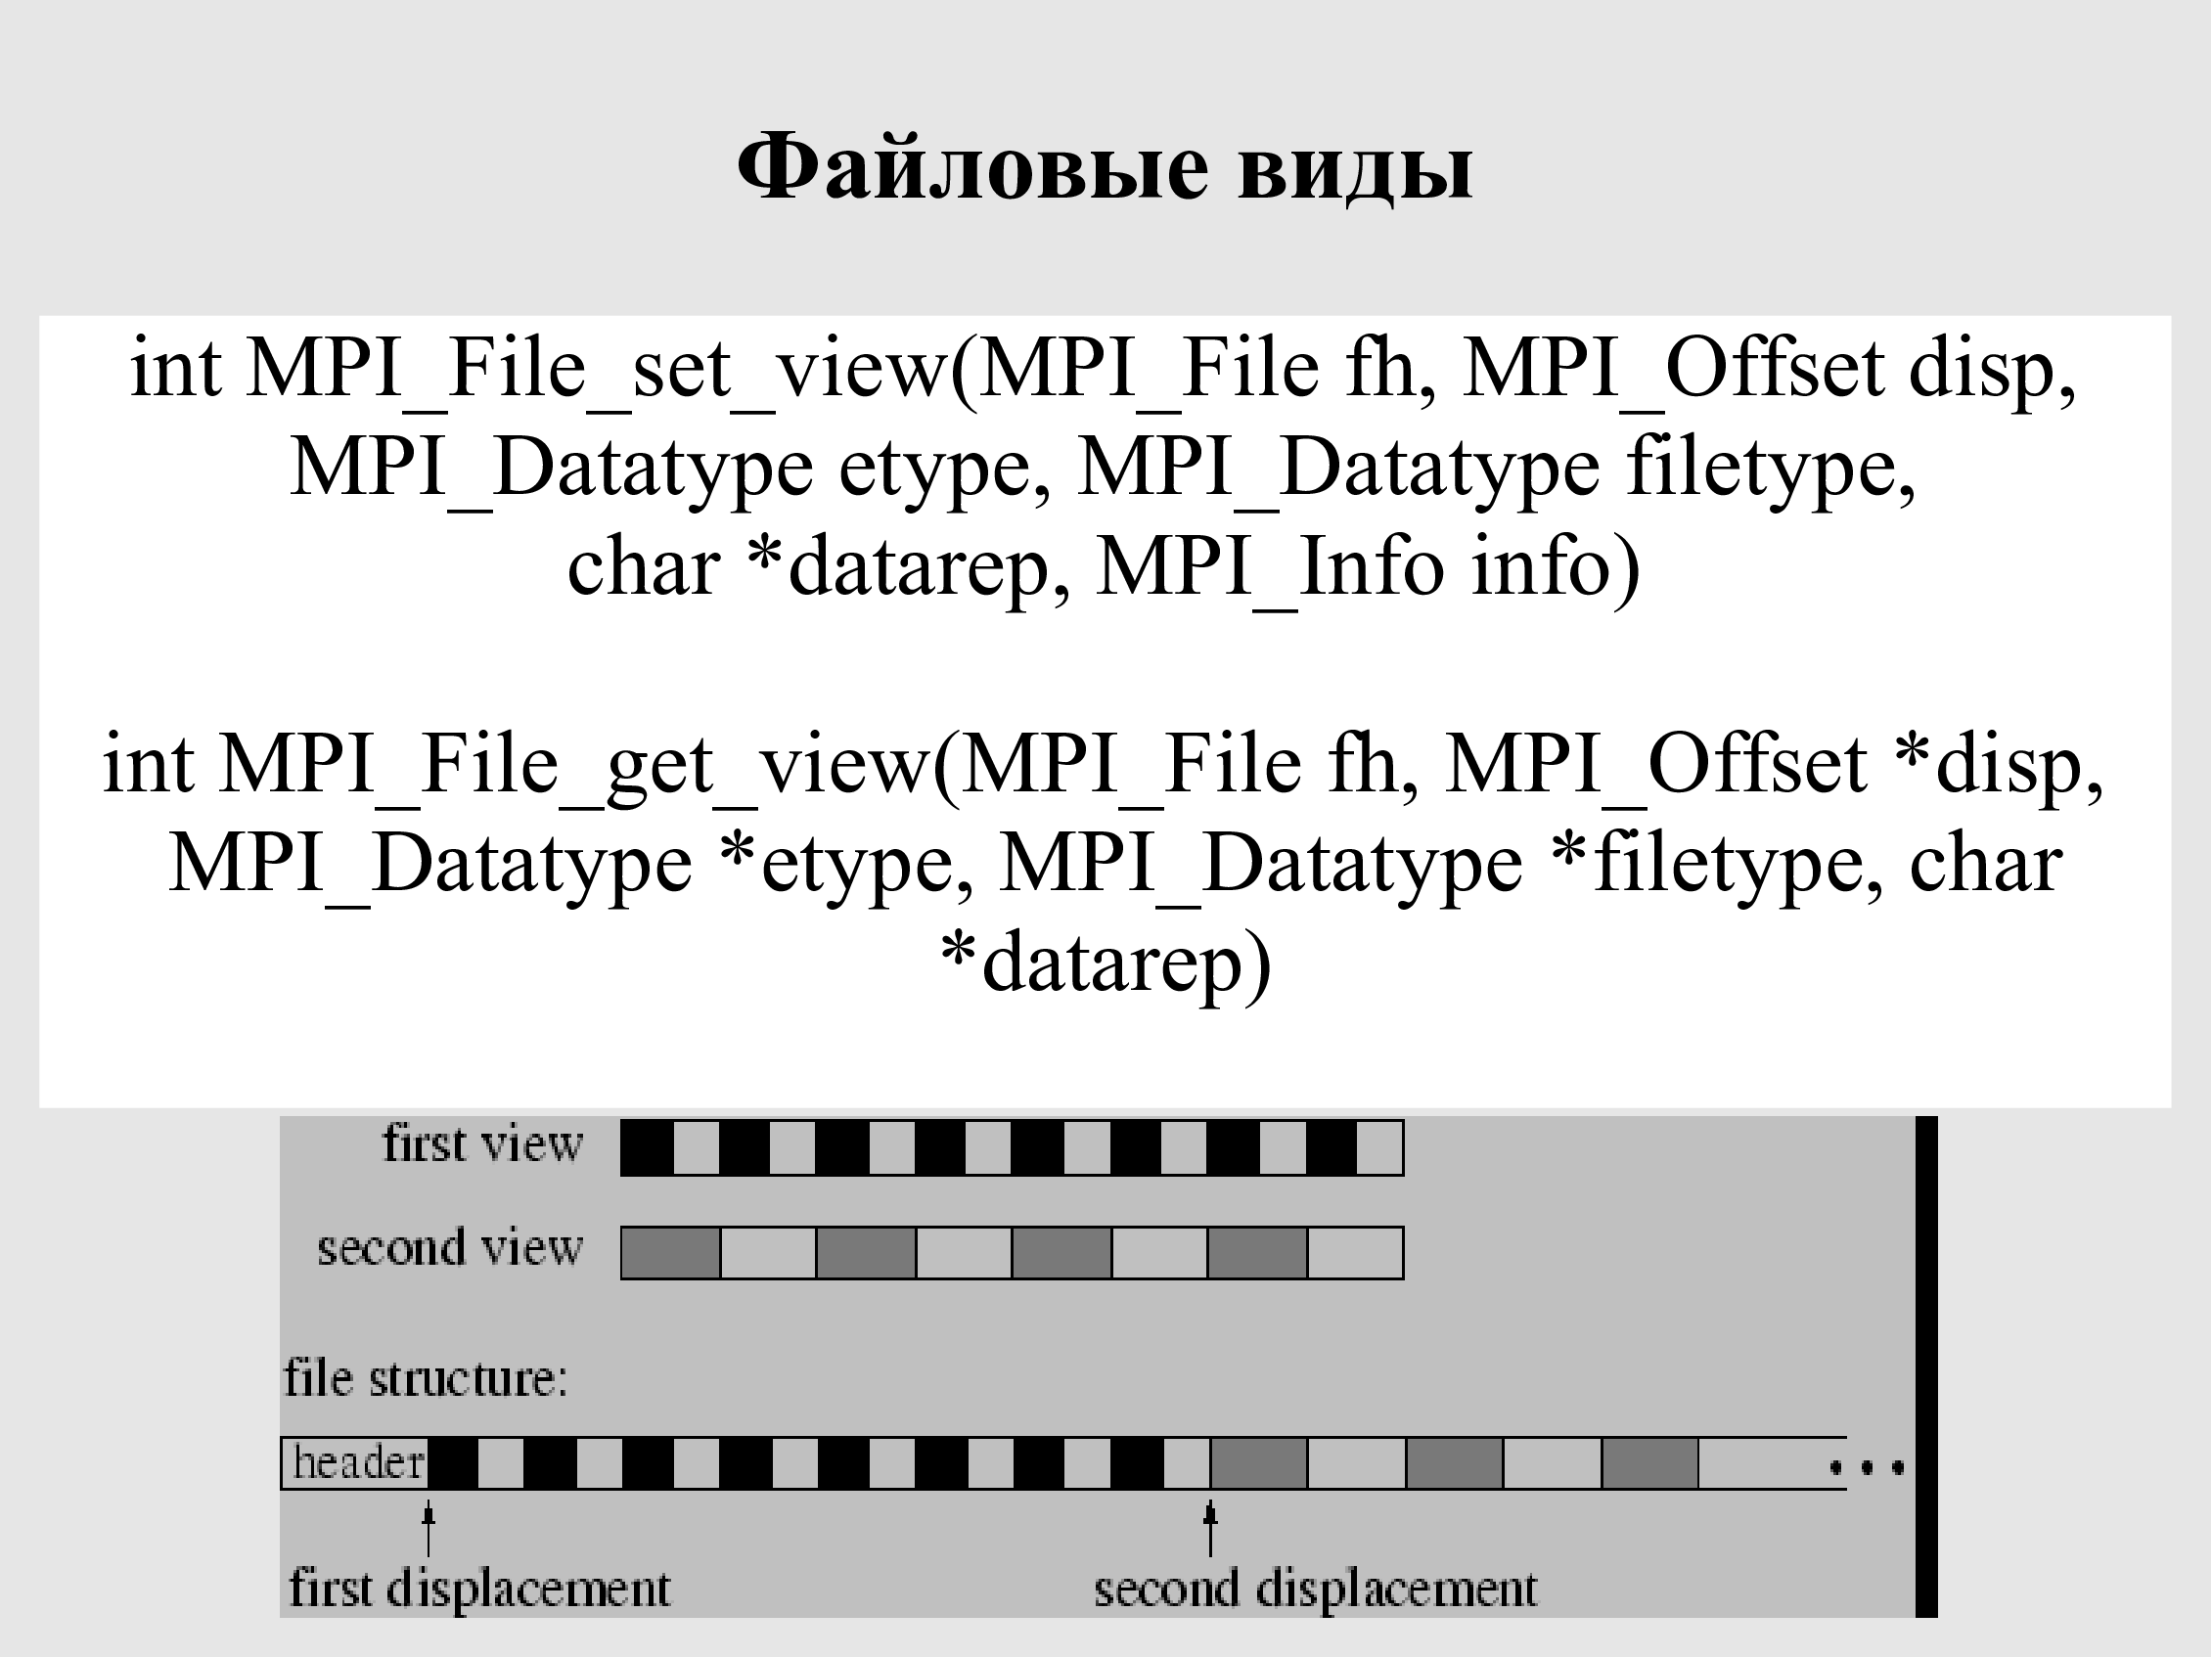 Файловые виды
int MPI_File_set_view(MPI_File fh, MPI_Offset disp,
MPI_Datatype etype, MPI_Datatype filetype,
char *datarep, MPI_Info info)
int MPI_File_get_view(MPI_File fh, MPI_Offset *disp,
MPI_Datatype *etype, MPI_Datatype *filetype, char
*datarep)
first view
second view
file structure:
header
...
first displacement
second displacement